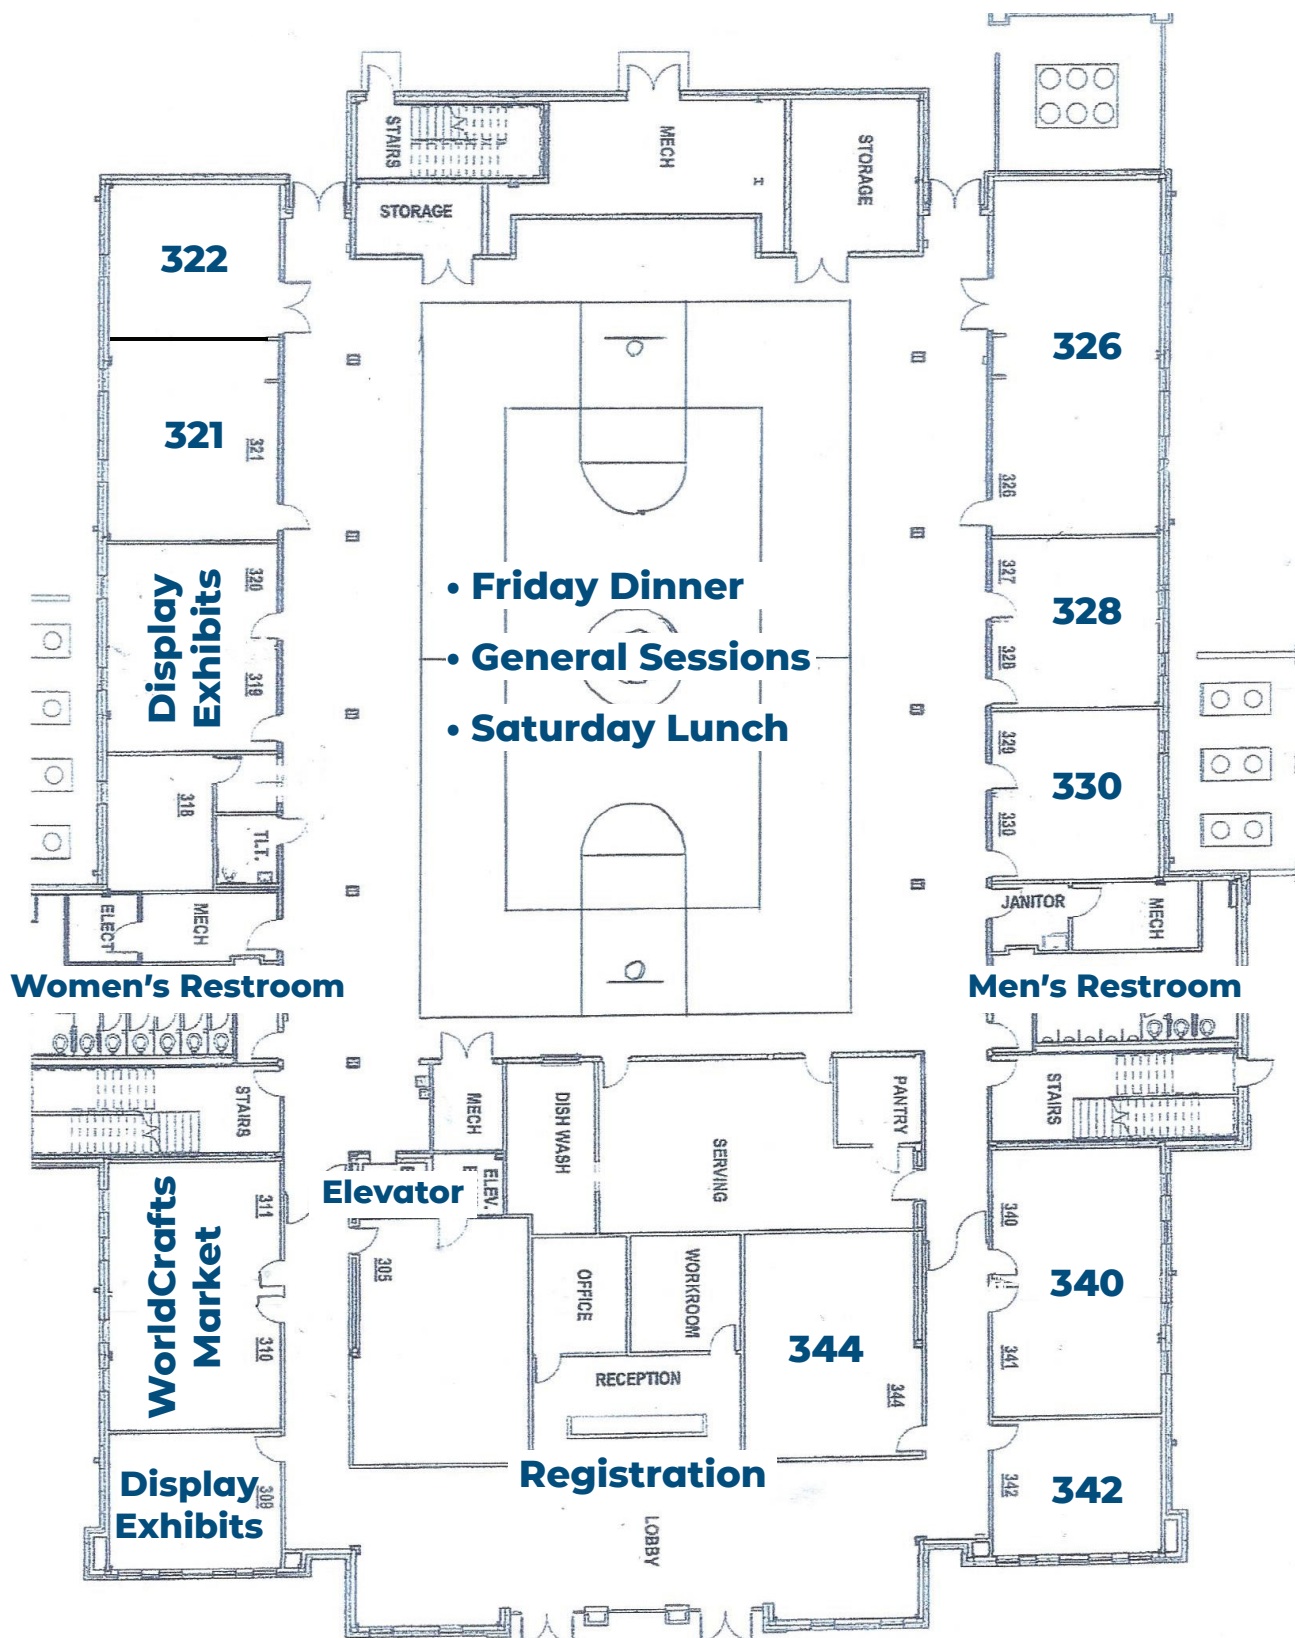 STAIRS
MECH
STORAGE
STORAGE
322
321
321
326
326
320
Display
Exhibits
319
327
328
328
• Friday Dinner
• General Sessions
• Saturday Lunch
329
330
330
318
TLT.
ELECT
MECH
JANITOR
MECH
Women's Restroom
Men's Restroom
STAIRS
MECH
DISH WASH
SERVING
PANTRY
STAIRS
Elevator
ELEV.
311
WorldCrafts
Market
310
305
OFFICE
WORKROOM
RECEPTION
344
344
340
340
341
Registration
Display
Exhibits
309
342
342
LOBBY